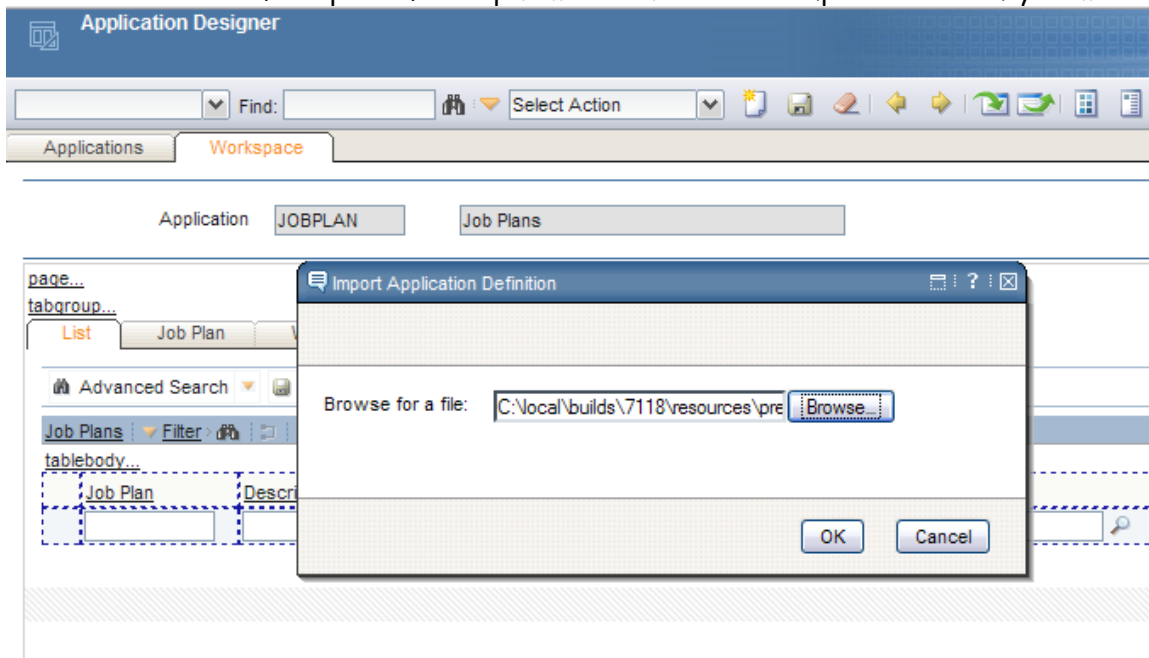 Application Designer
Find: Select Action
Applications Workspace
Application JOBPLAN Job Plans
page...
Import Application Definition ?
tabgroup...
List Job Plan
Advanced Search
Browse for a file: C:\local\builds\7118\resources\pre Browse...
Job Plans Filter
tablebody...
Job Plan Descri
OK Cancel